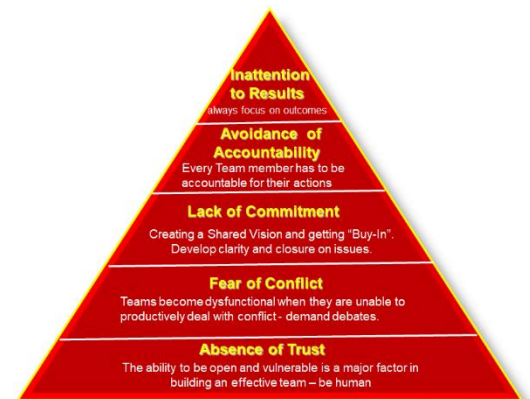 Inattention
to Results
always focus on outcomes
Avoidance of
Accountability
Every Team member has to be
accountable for their actions
Lack of Commitment
Creating a Shared Vision and getting "Buy-In".
Develop clarity and closure on issues.
Fear of Conflict
Teams become dysfunctional when they are unable to
productively deal with conflict - demand debates.
Absence of Trust
The ability to be open and vulnerable is a major factor in
building an effective team – be human